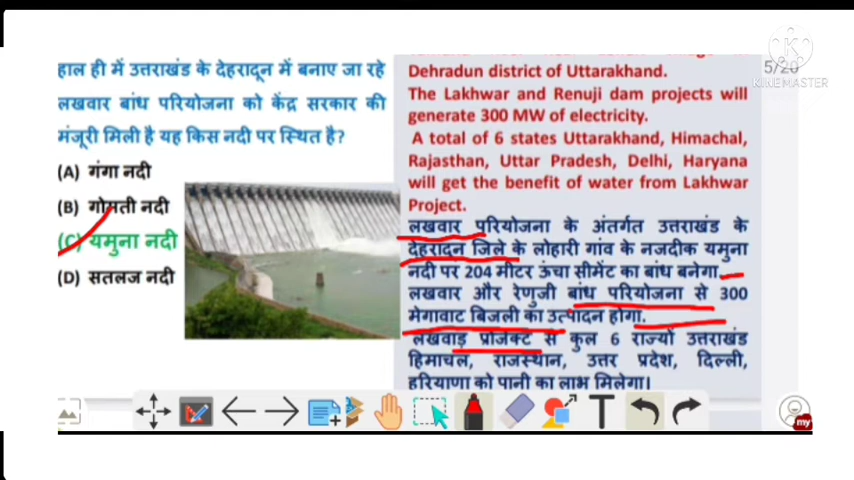 हाल ही में उत्तराखंड के देहरादून में बनाए जा रहे
लखवार बांध परियोजना को केंद्र सरकार की
मंजूरी मिली है यह किस नदी पर स्थित है?
(A) गंगा नदी
(B) गोमती नदी
(C) यमुना नदी
(D) सतलज नदी
Dehradun district of Uttarakhand.
The Lakhwar and Renuji dam projects will
generate 300 MW of electricity.
A total of 6 states Uttarakhand, Himachal,
Rajasthan, Uttar Pradesh, Delhi, Haryana
will get the benefit of water from Lakhwar
Project.
लखवार परियोजना के अंतर्गत उत्तराखंड के
देहरादून जिले के लोहारी गांव के नजदीक यमुना
नदी पर 204 मीटर ऊंचा सीमेंट का बांध बनेगा
लखवार और रेणुजी बांध परियोजना से 300
मेगावाट बिजली का उत्पादन होगा.
लखवाड़ प्रोजेक्ट से कुल 6 राज्यों उत्तराखंड
हिमाचल, राजस्थान, उत्तर प्रदेश, दिल्ली,
हरियाणा को पानी का लाभ मिलेगा।
5/20
KINEMASTER
T
my